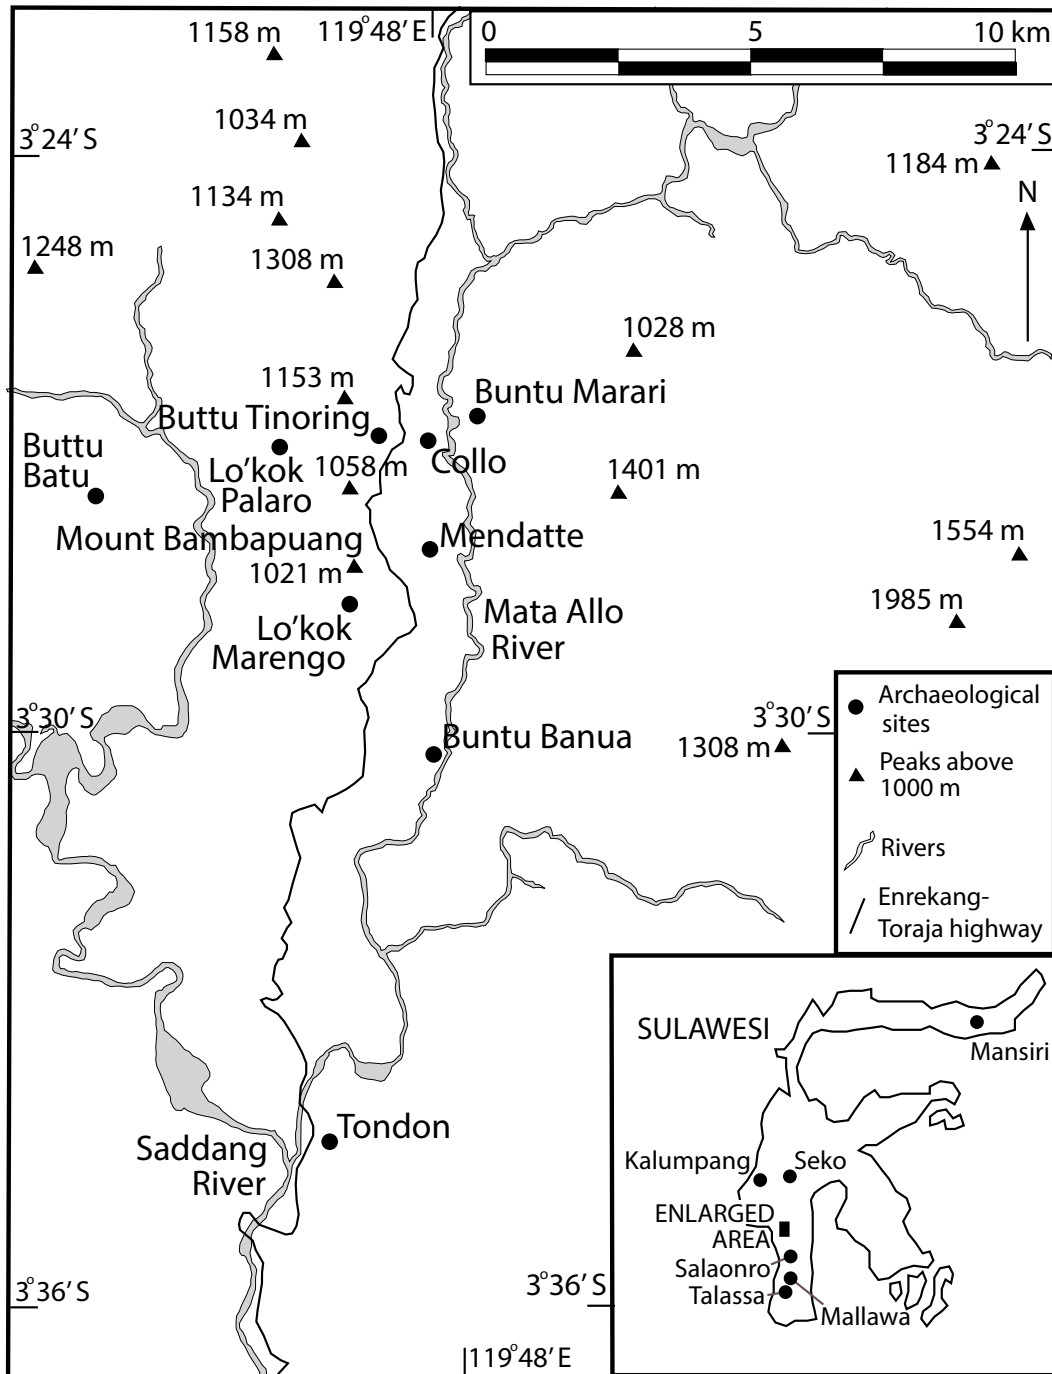 1158 m
119°48' E
0 5 10 km
1034 m
3°24' S
3°24' S
1184 m
1134 m
N
1248 m
1308 m
1028 m
1153 m
Buntu Marari
Buttu Tinoring
Buttu
Batu
Lo'kok
Palaro
1058 m
Collo
1401 m
Mount Bambapuang
Mendatte
1554 m
1021 m
1985 m
Lo'kok
Marengo
Mata Allo
River
3°30' S
3°30' S
1308 m
Buntu Banua
Archaeological
sites
Peaks above
1000 m
Rivers
Enrekang-
Toraja highway
Tondon
Saddang
River
3°36' S
3°36' S
119°48' E
SULAWESI
Mansiri
Kalumpang
Seko
ENLARGED
AREA
Salaonro
Talassa
Mallawa